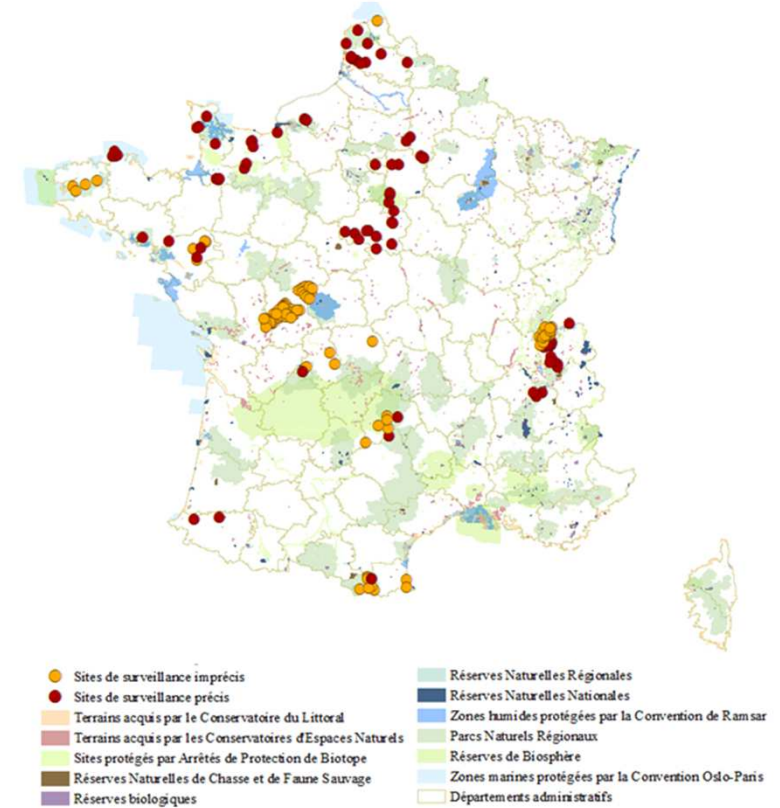 Sites de surveillance imprécis
Sites de surveillance précis
Terrains acquis par le Conservatoire du Littoral
Terrains acquis par les Conservatoires d'Espaces Naturels
Sites protégés par Arrêtés de Protection de Biotope
Réserves Naturelles de Chasse et de Faune Sauvage
Réserves biologiques
Réserves Naturelles Régionales
Réserves Naturelles Nationales
Zones humides protégées par la Convention de Ramsar
Parcs Naturels Régionaux
Réserves de Biosphère
Zones marines protégées par la Convention Oslo-Paris
Départements administratifs